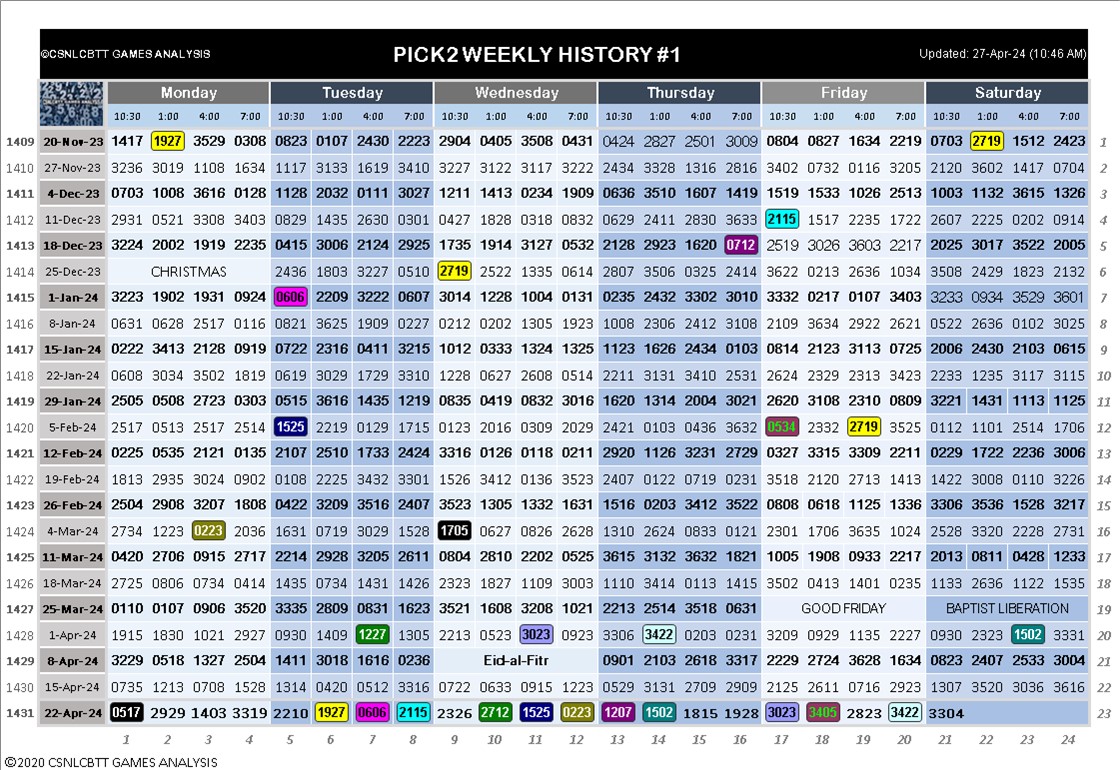 ©CSNLCBTT GAMES ANALYSIS PICK2 WEEKLY HISTORY #1 Updated: 27-Apr-24 (10:46 AM)
Monday Tuesday Wednesday Thursday Friday Saturday
10:30 1:00 4:00 7:00 10:30 1:00 4:00 8:00 10:30 1:00 4:00 7:00 10:30 1:00 4:00 7:00 10:30 1:00 4:00 7:00 10:30 1:00 4:00 7:00
1409 20-Nov-23 1417 1927 3529 0308 0823 0107 2430 2223 2904 0405 3508 0431 0424 2827 2501 3009 0804 0827 1634 2219 0703 2719 1512 2423 1
1410 27-Nov-23 3236 3019 1108 1634 1117 3133 1619 3410 3227 3122 3117 3222 2434 3328 1316 2816 3402 0732 0116 3205 2120 3602 1417 0704 2
1411 4-Dec-23 0703 1008 3616 0128 1128 2032 0111 3027 1211 1413 0234 1909 0636 3510 1607 1419 1519 1533 1026 2513 1003 1132 3615 1326 3
1412 11-Dec-23 2931 0521 3308 3403 0829 1435 2630 0301 0427 1828 0318 0832 0629 2411 2830 3633 2115 1517 2235 1722 2607 2225 0202 0914 4
1413 18-Dec-23 3224 2002 1919 2235 0415 3006 2124 2925 1735 1914 3127 0532 2128 2923 1620 0712 2519 3026 3603 2217 2025 3017 3522 2005 5
1414 25-Dec-23 CHRISTMAS 2436 1803 3227 0510 2719 2522 1335 0614 2807 3506 0325 2414 3622 0213 2636 1034 3508 2429 1823 2132 6
1415 1-Jan-24 3223 1902 1931 0924 0606 2209 3222 0607 3014 1228 1004 0131 0235 2432 3302 3010 3332 0217 0107 3403 3233 0934 3529 3601 7
1416 8-Jan-24 0631 0628 2517 0116 0821 3625 1909 0227 0212 0202 1305 1923 1008 2306 2412 3108 2109 3634 2922 2621 0522 2636 0102 3025 8
1417 15-Jan-24 0222 3413 2128 0919 0722 2316 0411 3215 1012 0333 1324 1325 1123 1626 2434 0103 0814 2123 3113 0725 2006 2430 2103 0615 9
1418 22-Jan-24 0608 3034 3502 1819 0619 3029 1729 3310 1228 0627 2608 0514 2211 3131 3410 2531 2624 2329 2313 3423 2233 1235 3117 3115 10
1419 29-Jan-24 2505 0508 2723 0303 0515 3616 1435 1219 0835 0419 0832 3016 1620 1314 2004 3021 2620 3108 2310 0809 3221 1431 1113 1125 11
1420 5-Feb-24 2517 0513 2517 2514 1525 2219 0129 1715 0123 2016 0309 2029 2421 0103 0436 3632 0534 2332 2719 3525 0112 1101 2514 1706 12
1421 12-Feb-24 0225 0535 2121 0135 2107 2510 1733 2424 3316 0126 0118 0211 2920 1126 3231 2729 0327 3315 3309 2211 0229 1722 2236 3006 13
1422 19-Feb-24 1813 2935 3024 0902 0108 2225 3432 3301 1526 3412 0136 3523 2407 0122 0719 0231 3518 2120 2713 1413 1422 3008 0110 3226 14
1423 26-Feb-24 2504 2908 3207 1808 0422 3209 3516 2407 3523 1305 1332 1631 1516 0203 3412 3522 0808 0618 1125 1336 3306 3536 1528 3217 15
1424 4-Mar-24 2734 1223 0223 2036 1631 0719 3029 1528 1705 0627 0826 2628 1310 2624 0833 0121 2301 1706 3635 1024 2528 3320 2228 2731 16
1425 11-Mar-24 0420 2706 0915 2717 2214 2928 3205 2611 0804 2810 2202 0525 3615 3132 3632 1821 1005 1908 0933 2217 2013 0811 0428 1233 17
1426 18-Mar-24 2725 0806 0734 0414 1435 0734 1431 1426 2323 1827 1109 3003 1110 3414 0113 1415 3502 0413 1401 0235 1133 2636 1122 1535 18
1427 25-Mar-24 0110 0107 0906 3520 3335 2809 0831 1623 3521 1608 3208 1021 2213 2514 3518 0631 GOOD FRIDAY BAPTIST LIBERATION 19
1428 1-Apr-24 1915 1830 1021 2927 0930 1409 1227 1305 2213 0523 3023 0923 3306 3422 0203 0231 3209 0929 1135 2227 0930 2323 1502 3331 20
1429 8-Apr-24 3229 0518 1327 2504 1411 3018 1616 0236 Eid-al-Fitr 0901 2103 2618 3317 2229 2724 3628 1634 0823 2407 2533 3004 21
1430 15-Apr-24 0735 1213 0708 1528 1314 0420 0512 3316 0722 0633 0915 1223 0529 3131 2709 2909 2125 2611 0716 2923 1307 3520 3036 3616 22
1431 22-Apr-24 0517 2929 1403 3319 2210 1927 0606 2115 2326 2712 1525 0223 1207 1502 1815 1928 3023 3405 2823 3422 3304 23
1 2 3 4 5 6 7 8 9 10 11 12 13 14 15 16 17 18 19 20 21 22 23 24
©2020 CSNLCBTT GAMES ANALYSIS